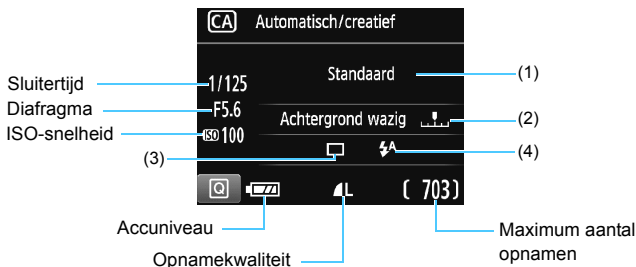 CA Automatisch/creatief
Sluitertijd 1/125 Standaard (1)
Diafragma F5.6
Achtergrond wazig (2)
ISO-snelheid ISO 100
(3) (4)
Q L ( 703)
Accuniveau
Opnamekwaliteit
Maximum aantal
opnamen